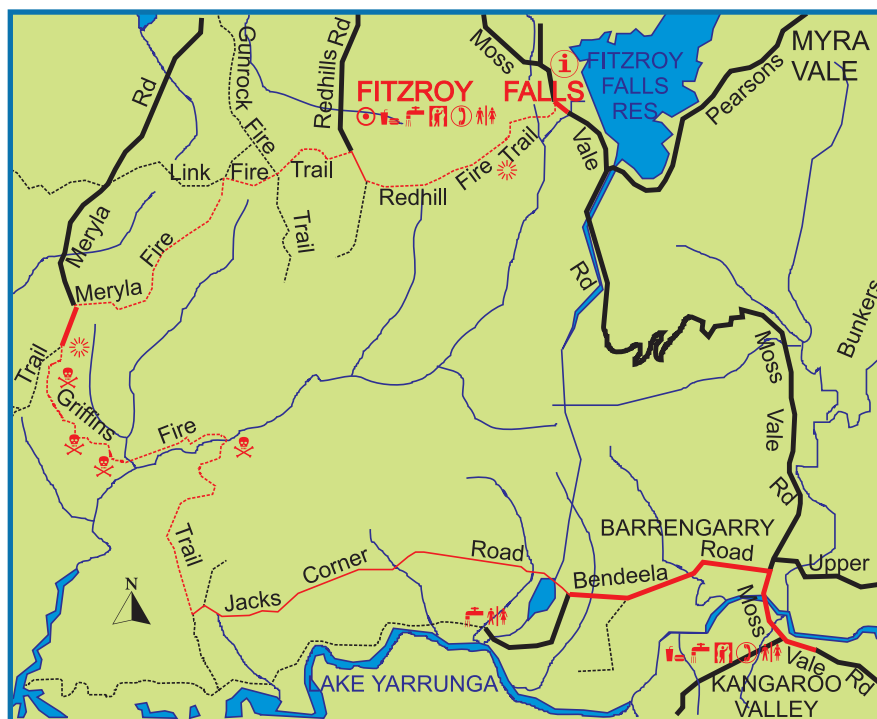 Moss
MYRA
VALE
FITZROY
FALLS
RES
Pearsons
Rd
Gunrock
Fire
Trail
Redhills Rd
FITZROY FALLS
i
Vale
Rd
Link Fire Trail
Redhill Fire Trail
Meryla
Meryla Fire
Trail
Griffins Fire
Trail
Bunkers
Moss
Vale
Rd
BARRENGARRY
Jacks Corner Road
Bendeela Road
Upper
N
Moss
Vale
Rd
LAKE YARRUNGA
KANGAROO
VALLEY